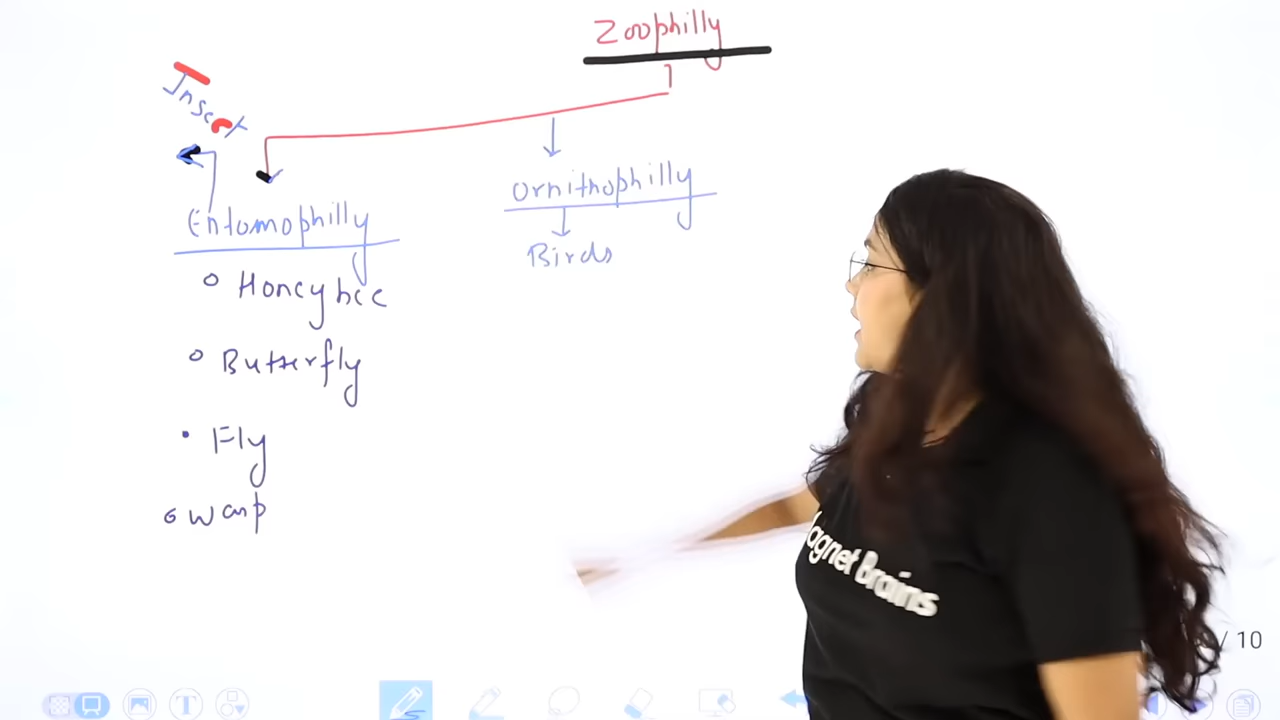 Zoophilly
Insect
Entomophilly
Ornithophilly
Birds
Honeybee
Butterfly
Fly
Wasp
Magnet Brains
/ 10